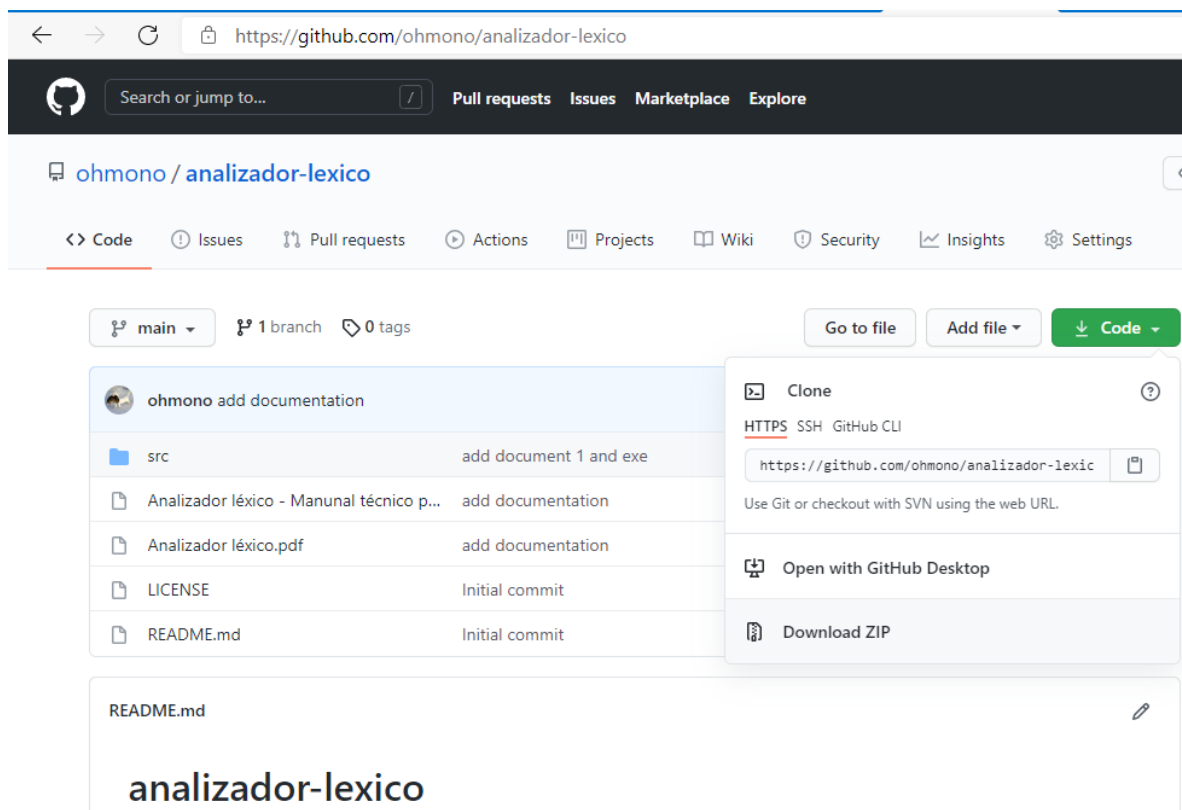 https://github.com/ohmono/analizador-lexico
Search or jump to... / Pull requests Issues Marketplace Explore
ohmono / analizador-lexico
<> Code Issues Pull requests Actions Projects Wiki Security Insights Settings
main 1 branch 0 tags Go to file Add file Code
ohmono add documentation
src add document 1 and exe
Analizador léxico - Manunal técnico p... add documentation
Analizador léxico.pdf add documentation
LICENSE Initial commit
README.md Initial commit
Clone
HTTPS SSH GitHub CLI
https://github.com/ohmono/analizador-lexic
Use Git or checkout with SVN using the web URL.
Open with GitHub Desktop
Download ZIP
README.md
analizador-lexico